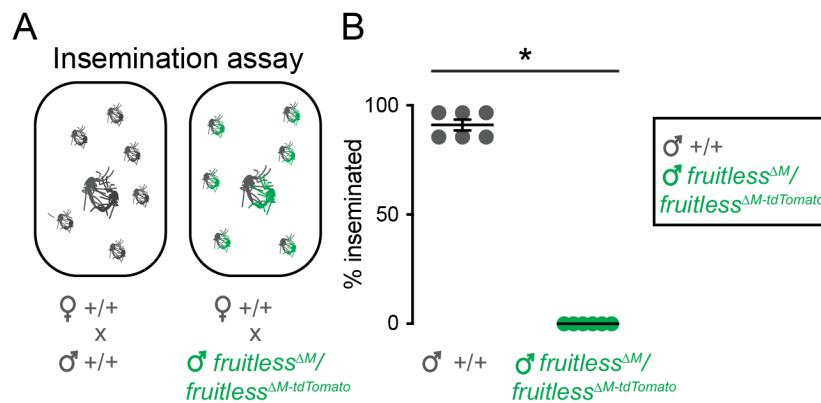 A
Insemination assay
♀ +/+
x
♂ +/+
♀ +/+
x
♂ fruitless^ΔM/
fruitless^ΔM-tdTomato
B
*
% inseminated
100
50
0
♂ +/+
♂ fruitless^ΔM/
fruitless^ΔM-tdTomato
♂ +/+
♂ fruitless^ΔM/
fruitless^ΔM-tdTomato